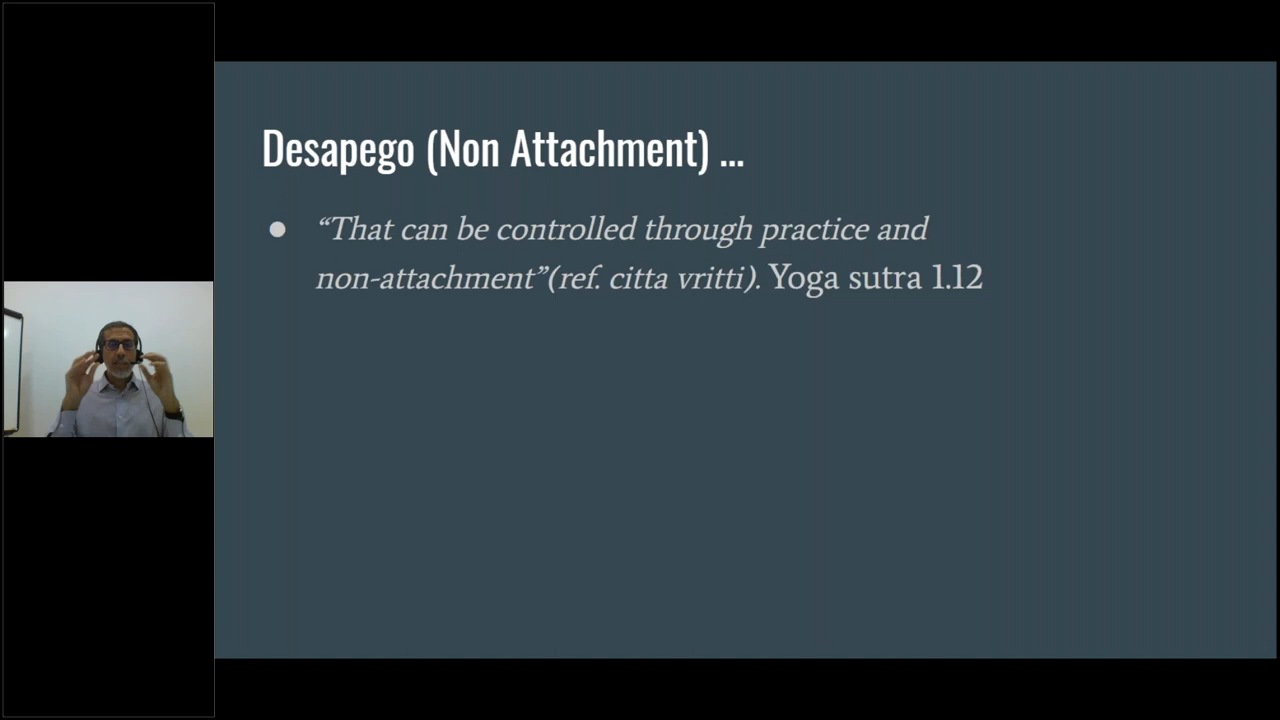 Desapego (Non Attachment) ...
● “That can be controlled through practice and
non-attachment”(ref. citta vritti). Yoga sutra 1.12